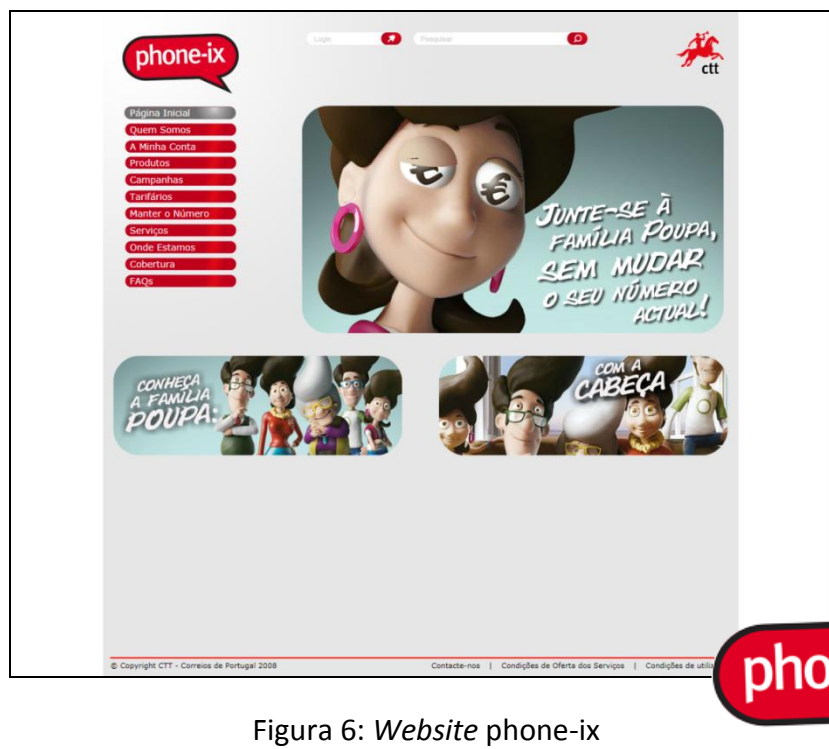 phone-ix
Login
Pesquisar
ctt
Página Inicial
Quem Somos
A Minha Conta
Produtos
Campanhas
Tarifários
Manter o Número
Serviços
Onde Estamos
Cobertura
FAQs
€ €
JUNTE-SE À
FAMÍLIA POUPA,
SEM MUDAR
O SEU NÚMERO
ACTUAL!
CONHEÇA
A FAMÍLIA
POUPA:
COM A
CABEÇA
© Copyright CTT - Correios de Portugal 2008
Contacte-nos | Condições de Oferta dos Serviços | Condições de utiliz
pho
Figura 6: Website phone-ix